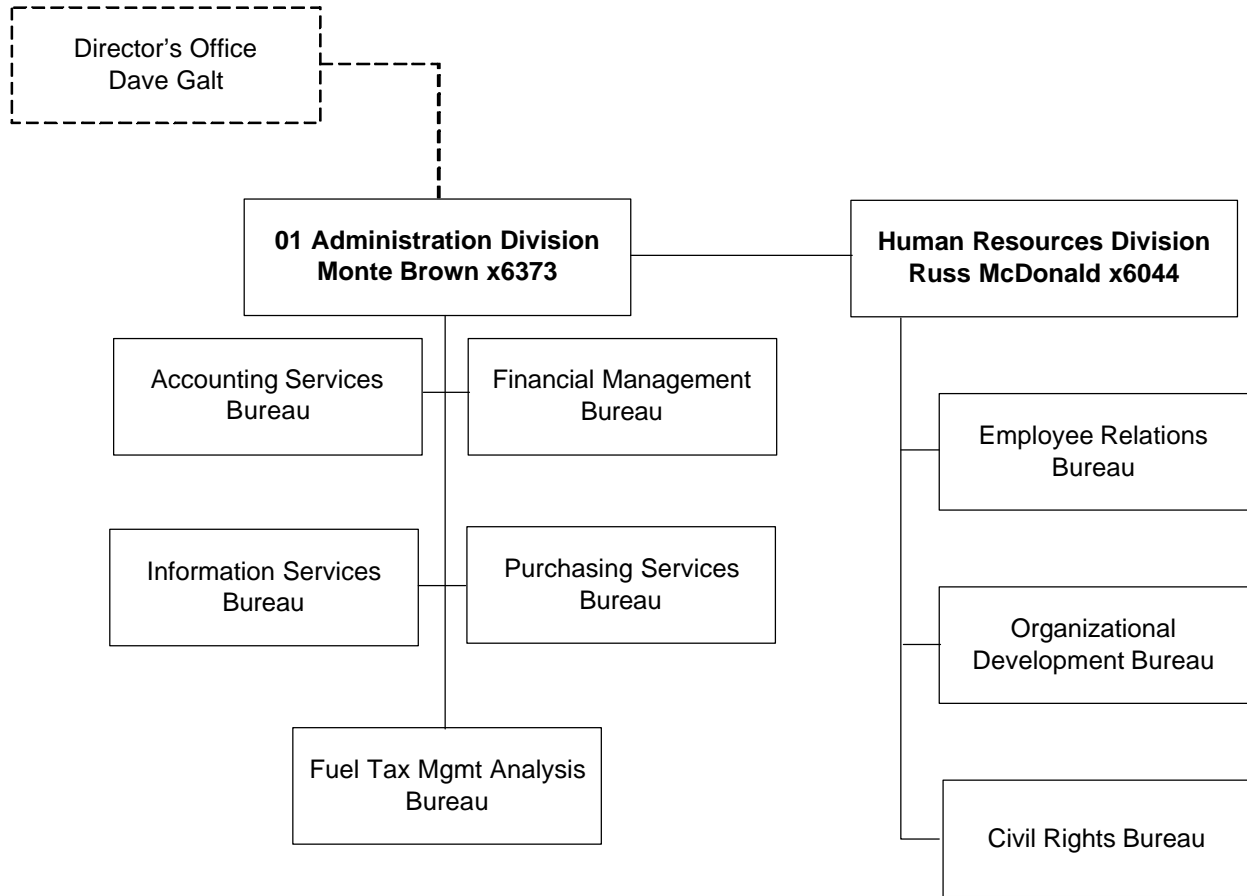 Director’s Office
Dave Galt
01 Administration Division
Monte Brown x6373
Human Resources Division
Russ McDonald x6044
Accounting Services
Bureau
Financial Management
Bureau
Employee Relations
Bureau
Information Services
Bureau
Purchasing Services
Bureau
Organizational
Development Bureau
Fuel Tax Mgmt Analysis
Bureau
Civil Rights Bureau